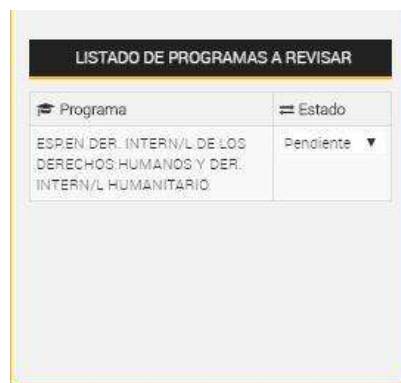 LISTADO DE PROGRAMAS A REVISAR
Programa
Estado
ESP.EN DER. INTERN/L DE LOS
DERECHOS HUMANOS Y DER.
INTERN/L HUMANITARIO.
Pendiente